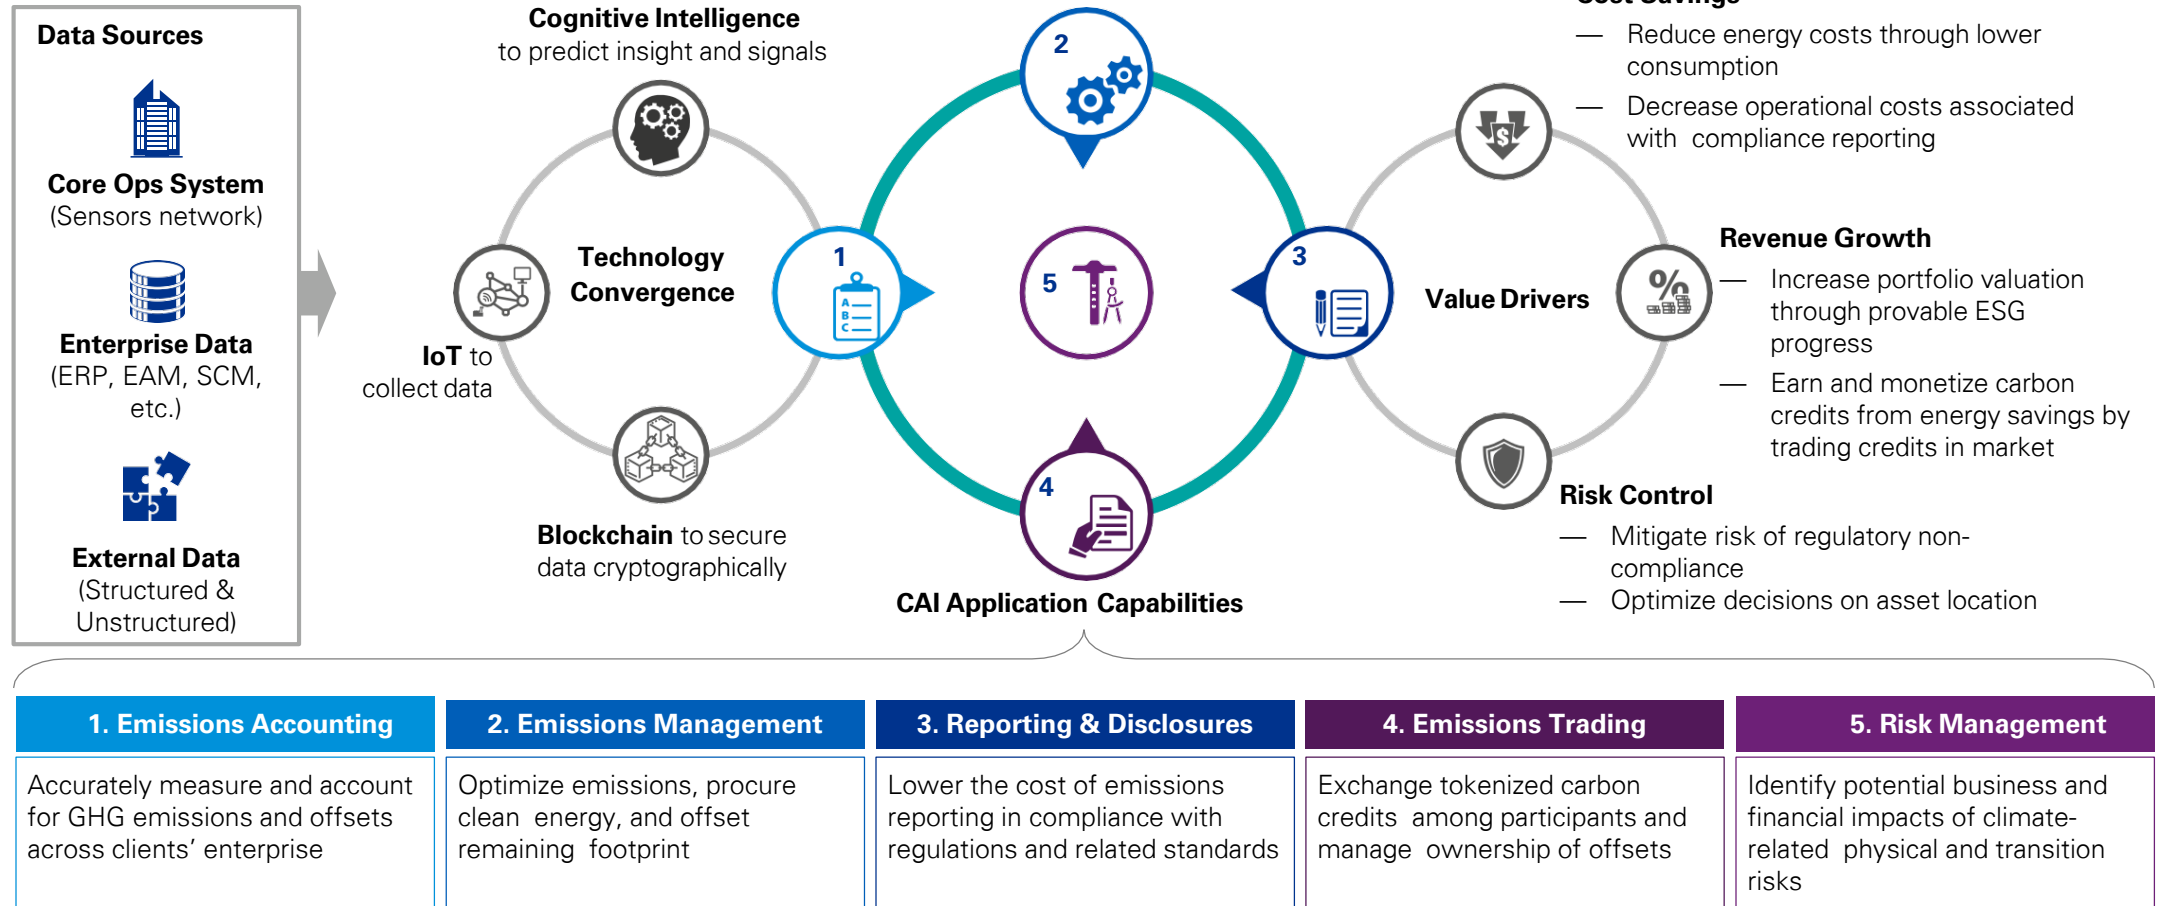 Data Sources
Core Ops System
(Sensors network)
Enterprise Data
(ERP, EAM, SCM,
etc.)
External Data
(Structured &
Unstructured)
Cognitive Intelligence
to predict insight and signals
Technology
Convergence
IoT to
collect data
Blockchain to secure
data cryptographically
1
A
B
C
2
3
4
5
CAI Application Capabilities
Value Drivers
Cost Savings
— Reduce energy costs through lower
consumption
— Decrease operational costs associated
with compliance reporting
$
Revenue Growth
%
— Increase portfolio valuation
through provable ESG
progress
— Earn and monetize carbon
credits from energy savings by
trading credits in market
Risk Control
— Mitigate risk of regulatory non-
compliance
— Optimize decisions on asset location
1. Emissions Accounting
Accurately measure and account
for GHG emissions and offsets
across clients’ enterprise
2. Emissions Management
Optimize emissions, procure
clean energy, and offset
remaining footprint
3. Reporting & Disclosures
Lower the cost of emissions
reporting in compliance with
regulations and related standards
4. Emissions Trading
Exchange tokenized carbon
credits among participants and
manage ownership of offsets
5. Risk Management
Identify potential business and
financial impacts of climate-
related physical and transition
risks